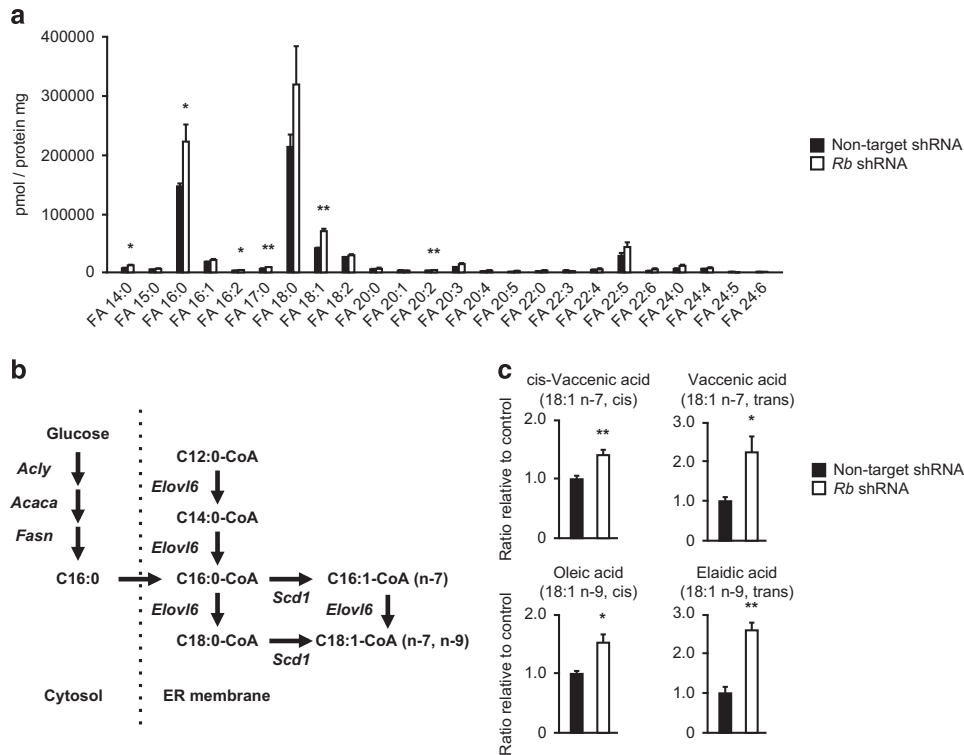 a
400000
300000
200000
100000
0
pmol / protein mg
*
*
*
**
**
**
Non-target shRNA
Rb shRNA
FA 14:0
FA 15:0
FA 16:0
FA 16:1
FA 16:2
FA 17:0
FA 18:0
FA 18:1
FA 18:2
FA 20:0
FA 20:1
FA 20:2
FA 20:3
FA 20:4
FA 20:5
FA 22:0
FA 22:3
FA 22:4
FA 22:5
FA 22:6
FA 24:0
FA 24:4
FA 24:5
FA 24:6
b
Glucose
Acly
Acaca
Fasn
C16:0
C12:0-CoA
Elovl6
C14:0-CoA
Elovl6
C16:0-CoA
Scd1
C16:1-CoA (n-7)
Elovl6
Elovl6
C18:0-CoA
Scd1
C18:1-CoA (n-7, n-9)
Cytosol
ER membrane
c
cis-Vaccenic acid
(18:1 n-7, cis)
2.0
1.0
0
Ratio relative to control
**
Vaccenic acid
(18:1 n-7, trans)
3.0
2.0
1.0
0
*
Non-target shRNA
Rb shRNA
Oleic acid
(18:1 n-9, cis)
2.0
1.0
0
Ratio relative to control
*
Elaidic acid
(18:1 n-9, trans)
3.0
2.0
1.0
0
**